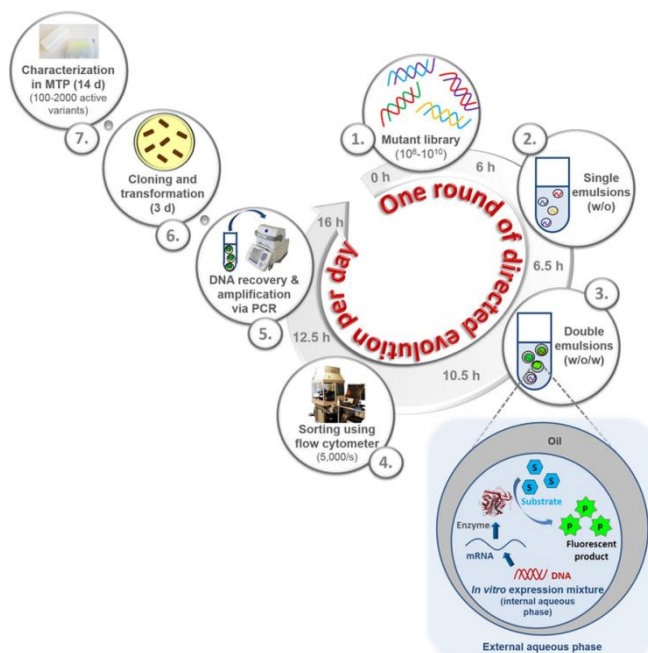 1.
Mutant library
(10⁸-10¹⁰)
2.
Single
emulsions
(w/o)
3.
Double
emulsions
(w/o/w)
Sorting using
flow cytometer
(5,000/s)
4.
DNA recovery &
amplification
via PCR
5.
Cloning and
transformation
(3 d)
6.
Characterization
in MTP (14 d)
(100-2000 active
variants)
7.
0 h
6 h
6.5 h
10.5 h
12.5 h
16 h
One round of directed evolution per day
Oil
S
S
S
Substrate
Enzyme
P
P
P
Fluorescent
product
mRNA
DNA
In vitro expression mixture
(internal aqueous
phase)
External aqueous phase